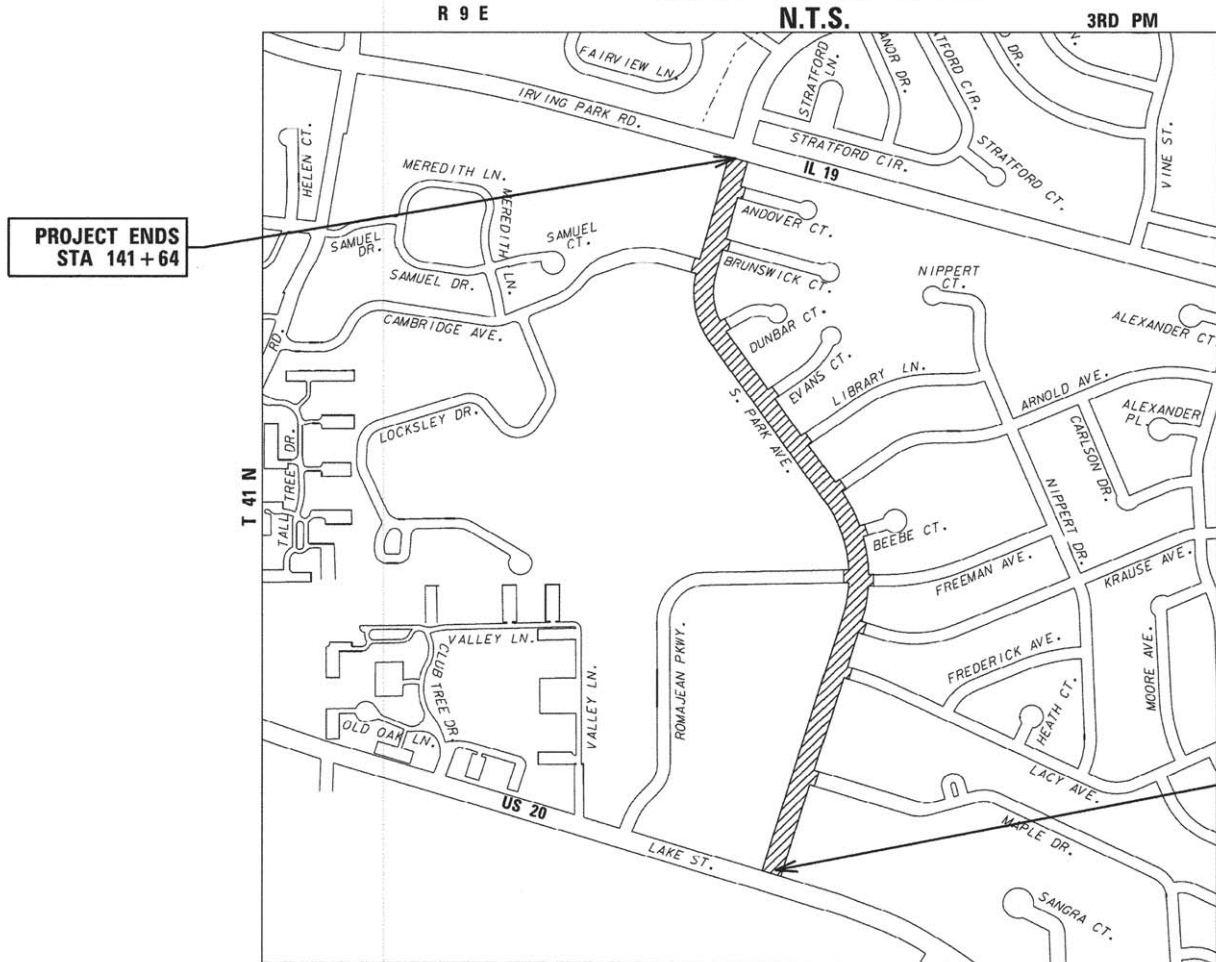 R 9 E
N.T.S.
3RD PM
FAIRVIEW LN.
STRATFORD LN.
ANOR DR.
TFORD CIR.
DR.
N.
IRVING PARK RD.
STRATFORD CIR.
STRATFORD CT.
VINE ST.
HELEN CT.
MEREDITH LN.
IL 19
PROJECT ENDS
STA 141+64
SAMUEL DR.
MEREDITH LN.
SAMUEL CT.
ANDOVER CT.
SAMUEL DR.
BRUNSWICK CT.
NIPPERT CT.
CAMBRIDGE AVE.
DUNBAR CT.
ALEXANDER CT.
RD.
EVANS CT.
LIBRARY LN.
ARNOLD AVE.
LOCKSLEY DR.
S. PARK AVE.
ALEXANDER PL.
CARLSON DR.
T 41 N
TALL TREE DR.
NIPPERT DR.
BEEBE CT.
FREEMAN AVE.
KRAUSE AVE.
VALLEY LN.
CLUB TREE DR.
VALLEY LN.
ROMAJEAN PKWY.
FREDERICK AVE.
HEATH CT.
MOORE AVE.
OLD OAK LN.
LACY AVE.
US 20
MAPLE DR.
LAKE ST.
SANGRA CT.